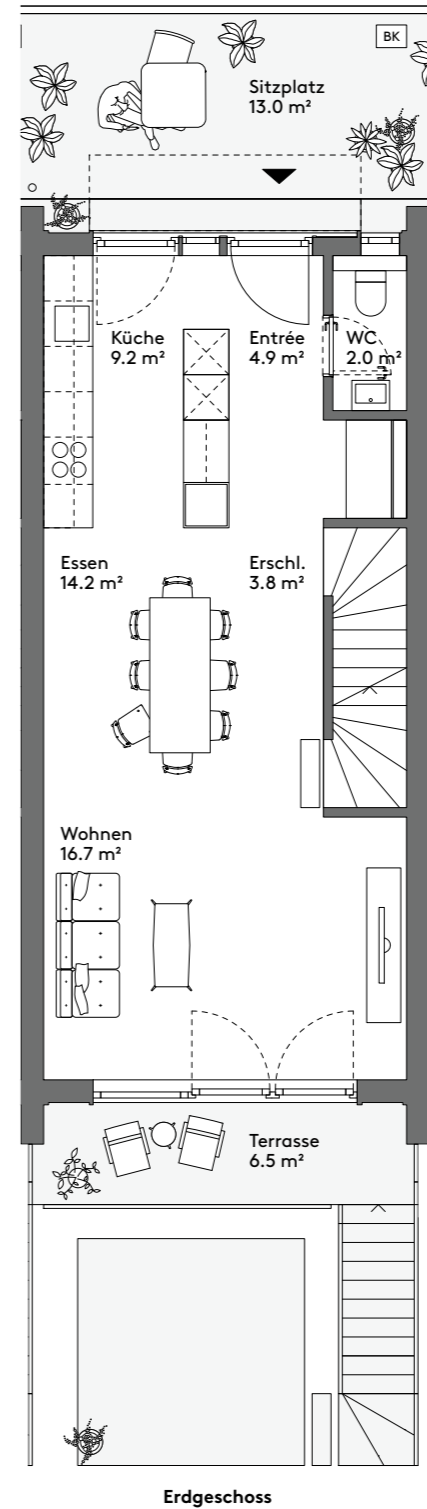 BK
Sitzplatz
13.0 m²
Küche
9.2 m²
Entrée
4.9 m²
WC
2.0 m²
Essen
14.2 m²
Erschl.
3.8 m²
Wohnen
16.7 m²
Terrasse
6.5 m²
Erdgeschoss